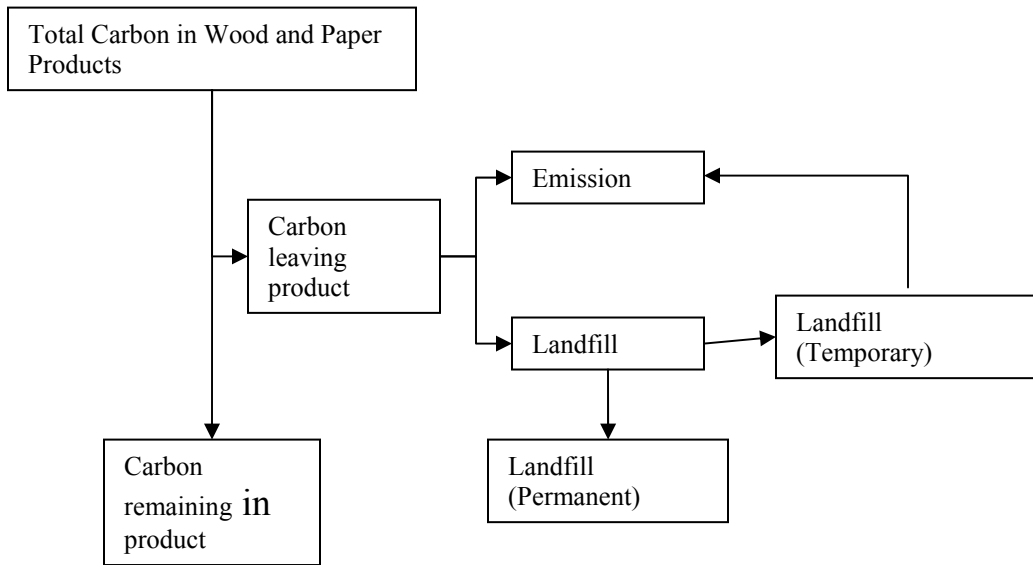 Total Carbon in Wood and Paper
Products
Emission
Carbon
leaving
product
Landfill
(Temporary)
Landfill
Carbon
remaining in
product
Landfill
(Permanent)